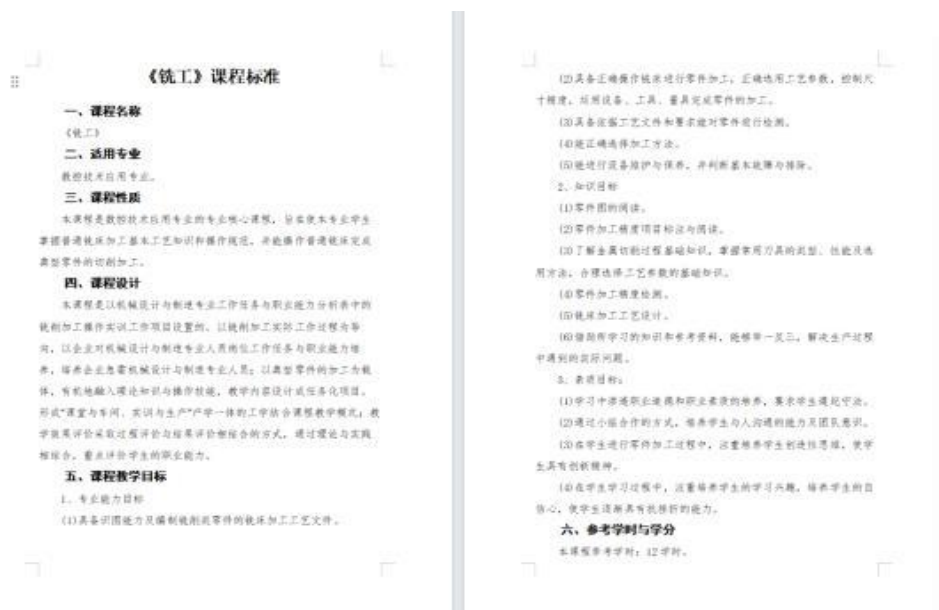 《铣工》课程标准
一、课程名称
《铣工》
二、适用专业
数控技术应用专业。
三、课程性质
本课程是数控技术应用专业的专业核心课程，旨在使本专业学生
掌握普通铣床加工基本工艺知识和操作规范，并能操作普通铣床完成
典型零件的切削加工。
四、课程设计
本课程是以机械设计与制造专业工作任务与职业能力分析表中的
铣削加工操作实训工作项目设置的。以铣削加工实际工作过程为导
向，以企业对机械设计与制造专业人员岗位工作任务与职业能力培
养，培养企业急需机械设计与制造专业人员；以典型零件的加工为载
体，有机地融入理论知识与操作技能，教学内容设计成任务化项目。
形成“课堂与车间、实训与生产”产学一体的工学结合课程教学模式；教
学效果评价采取过程评价与结果评价相结合的方式，通过理论与实践
相结合，重点评价学生的职业能力。
五、课程教学目标
1、专业能力目标
(1)具备识图能力及编制铣削类零件的铣床加工工艺文件。
(2)具备正确操作铣床进行零件加工，正确选用工艺参数，控制尺
寸精度，应用设备、工具、量具完成零件的加工。
(3)具备依据工艺文件和要求能对零件进行检测。
(4)能正确选择加工方法。
(5)能进行设备维护与保养，并判断基本故障与排除。
2、知识目标
(1)零件图的阅读。
(2)零件加工精度项目标注与阅读。
(3)了解金属切削过程基础知识，掌握常用刀具的类型、性能及选
用方法，合理选择工艺参数的基础知识。
(4)零件加工精度检测。
(5)铣床加工工艺设计。
(6)借助所学习的知识和参考资料，能够举一反三，解决生产过程
中遇到的实际问题。
3、素质目标：
(1)学习中渗透职业道德和职业素质的培养，要求学生遵纪守法。
(2)通过小组合作的方式，培养学生与人沟通的能力及团队意识。
(3)在学生进行零件加工过程中，注重培养学生创造性思维，使学
生具有创新精神。
(4)在学生学习过程中，注重培养学生的学习兴趣，培养学生的自
信心，使学生逐渐具有抗挫折的能力。
六、参考学时与学分
本课程参考学时：12学时。